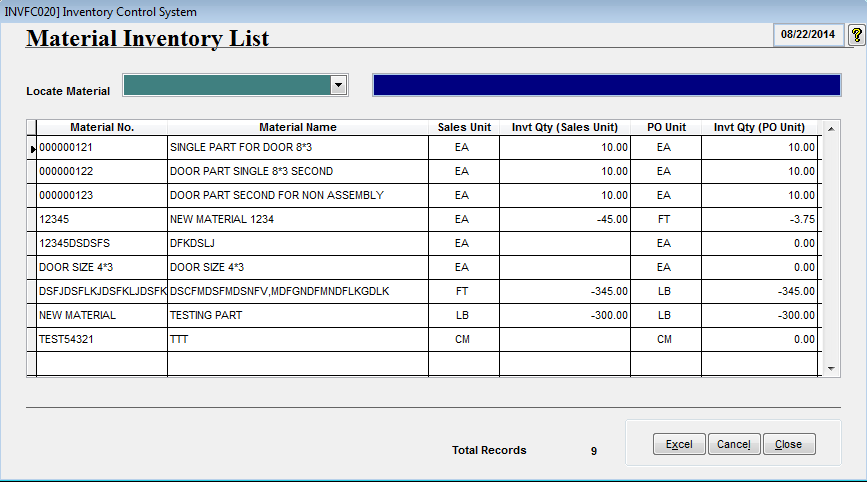 INVFC020] Inventory Control System
Material Inventory List
08/22/2014
?
Locate Material
Material No. Material Name Sales Unit Invt Qty (Sales Unit) PO Unit Invt Qty (PO Unit)
000000121 SINGLE PART FOR DOOR 8*3 EA 10.00 EA 10.00
000000122 DOOR PART SINGLE 8*3 SECOND EA 10.00 EA 10.00
000000123 DOOR PART SECOND FOR NON ASSEMBLY EA 10.00 EA 10.00
12345 NEW MATERIAL 1234 EA -45.00 FT -3.75
12345DSDSFS DFKDSLJ EA EA 0.00
DOOR SIZE 4*3 DOOR SIZE 4*3 EA EA 0.00
DSFJDSFLKJDSFKLJDSFK DSCFMDSFMDSNFV,MDFGNDFMNDFLKGDLK FT -345.00 LB -345.00
NEW MATERIAL TESTING PART LB -300.00 LB -300.00
TEST54321 TTT CM CM 0.00
Total Records 9
Excel Cancel Close